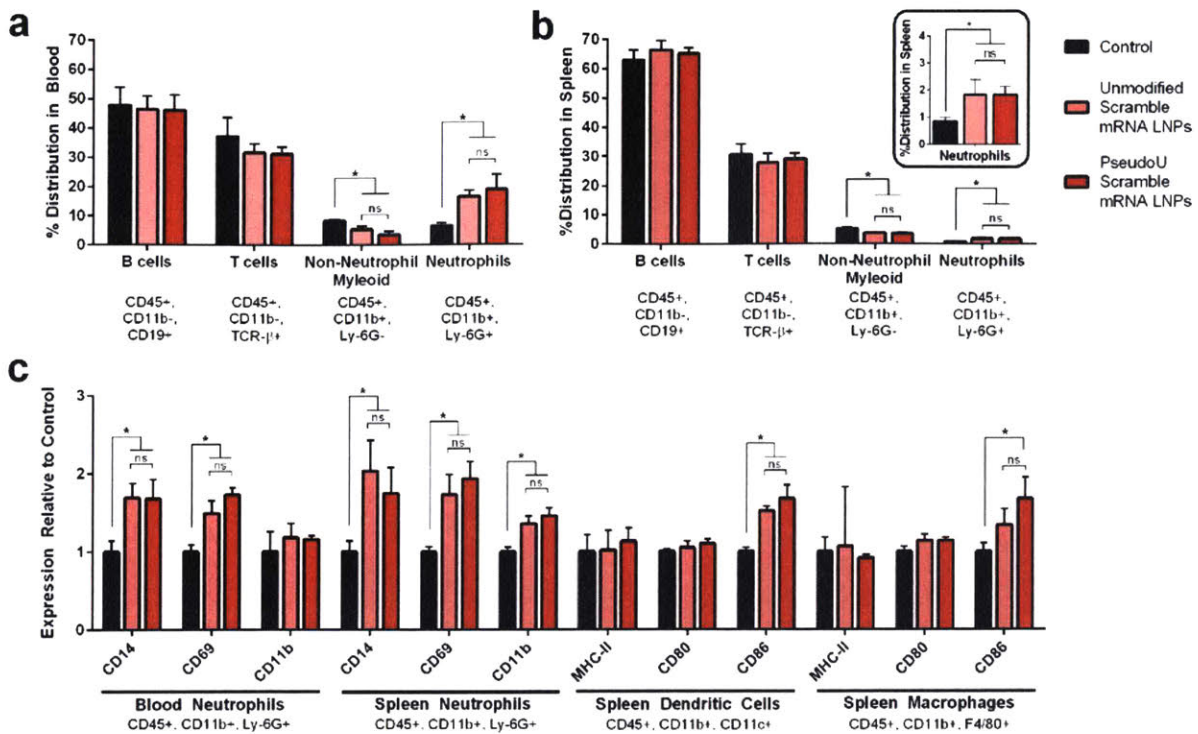 a
% Distribution in Blood
70
60
50
40
30
20
10
0
*
ns
*
ns
B cells
T cells
Non-Neutrophil
Myleoid
Neutrophils
CD45+,
CD11b-,
CD19+
CD45+,
CD11b-,
TCR-β+
CD45+,
CD11b+,
Ly-6G-
CD45+,
CD11b+,
Ly-6G+
b
%Distribution in Spleen
70
60
50
40
30
20
10
0
*
ns
*
ns
B cells
T cells
Non-Neutrophil
Myleoid
Neutrophils
CD45+,
CD11b-,
CD19+
CD45+,
CD11b-,
TCR-β+
CD45+,
CD11b+,
Ly-6G-
CD45+,
CD11b+,
Ly-6G+
%Distribution in Spleen
4
3
2
1
0
*
ns
Neutrophils
Control
Unmodified
Scramble
mRNA LNPs
PseudoU
Scramble
mRNA LNPs
c
Expression Relative to Control
3
2
1
0
*
ns
*
ns
*
ns
*
ns
*
ns
*
ns
*
ns
CD14
CD69
CD11b
CD14
CD69
CD11b
MHC-II
CD80
CD86
MHC-II
CD80
CD86
Blood Neutrophils
CD45+, CD11b+, Ly-6G+
Spleen Neutrophils
CD45+, CD11b+, Ly-6G+
Spleen Dendritic Cells
CD45+, CD11b+, CD11c+
Spleen Macrophages
CD45+, CD11b+, F4/80+